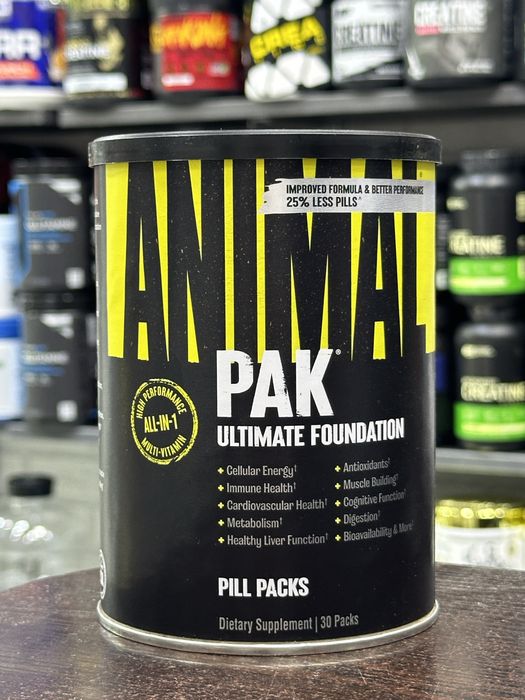 CREATINE
ANIMAL
IMPROVED FORMULA & BETTER PERFORMANCE
25% LESS PILLS^
PAK®
ULTIMATE FOUNDATION
HIGH PERFORMANCE
ALL-IN-1
MULTI-VITAMIN
+ Cellular Energy†
+ Immune Health†
+ Cardiovascular Health†
+ Metabolism†
+ Healthy Liver Function†
+ Antioxidants†
+ Muscle Building†
+ Cognitive Function†
+ Digestion†
+ Bioavailability & More†
PILL PACKS
Dietary Supplement | 30 Packs